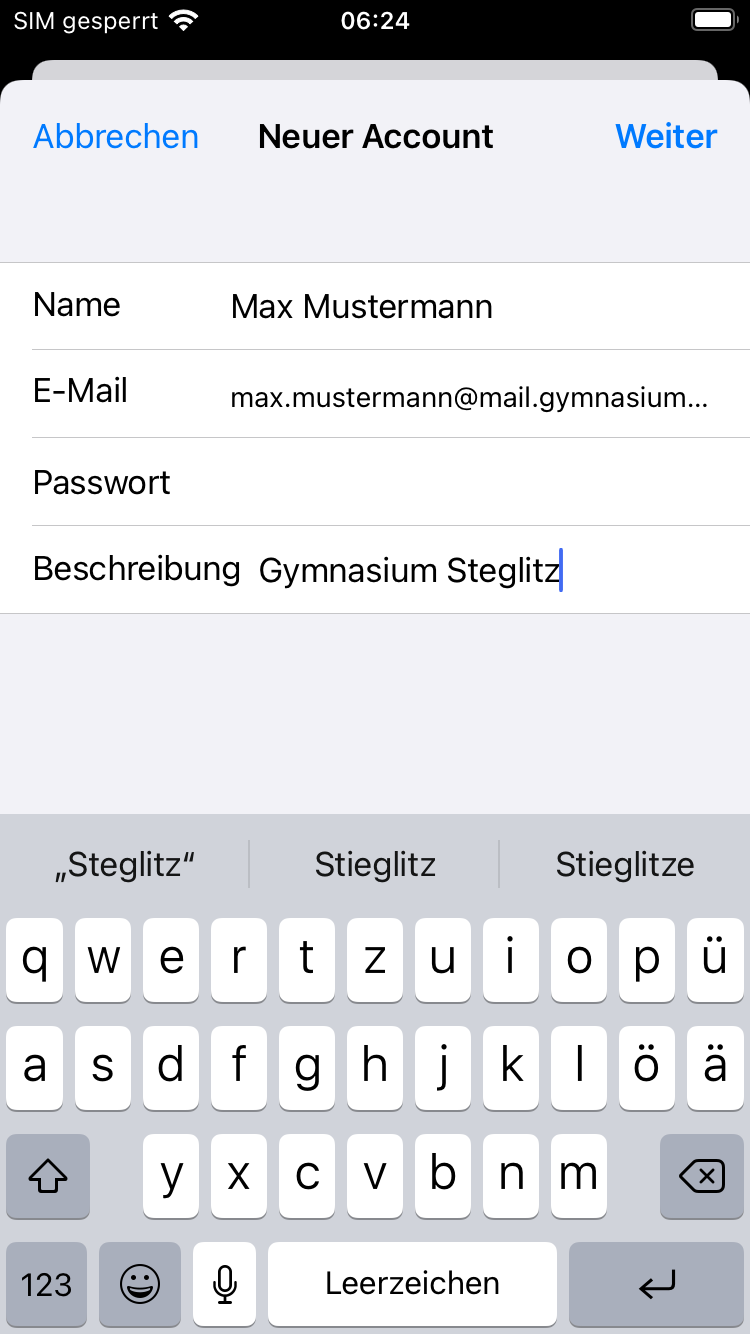 SIM gesperrt 06:24
Abbrechen Neuer Account Weiter
Name Max Mustermann
E-Mail max.mustermann@mail.gymnasium...
Passwort
Beschreibung Gymnasium Steglitz
„Steglitz“ Stieglitz Stieglitze
q w e r t z u i o p ü
a s d f g h j k l ö ä
y x c v b n m
123 Leerzeichen